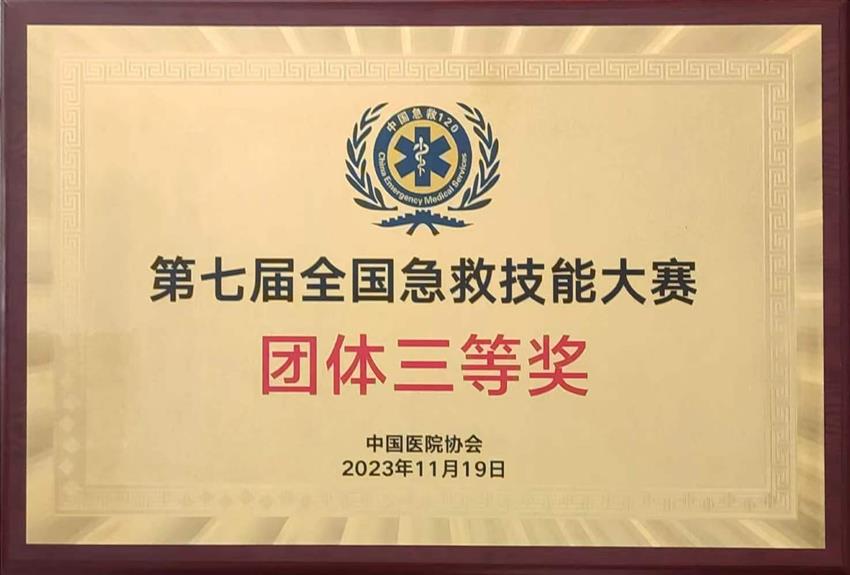 中国急救120
China Emergency Medical Services
第七届全国急救技能大赛
团体三等奖
中国医院协会
2023年11月19日